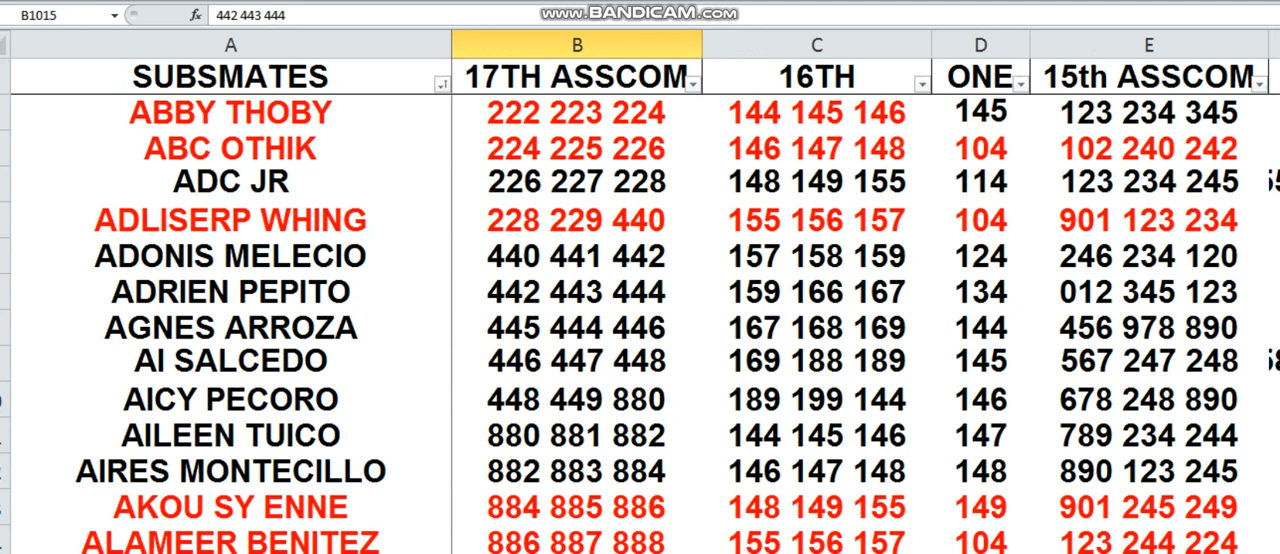 B1015 fx 442 443 444 www.BANDICAM.com
A B C D E
SUBSMATES 17TH ASSCOM 16TH ONE 15th ASSCOM
ABBY THOBY 222 223 224 144 145 146 145 123 234 345
ABC OTHIK 224 225 226 146 147 148 104 102 240 242
ADC JR 226 227 228 148 149 155 114 123 234 245
ADLISERP WHING 228 229 440 155 156 157 104 901 123 234
ADONIS MELECIO 440 441 442 157 158 159 124 246 234 120
ADRIEN PEPITO 442 443 444 159 166 167 134 012 345 123
AGNES ARROZA 445 444 446 167 168 169 144 456 978 890
AI SALCEDO 446 447 448 169 188 189 145 567 247 248
AICY PECORO 448 449 880 189 199 144 146 678 248 890
AILEEN TUICO 880 881 882 144 145 146 147 789 234 244
AIRES MONTECILLO 882 883 884 146 147 148 148 890 123 245
AKOU SY ENNE 884 885 886 148 149 155 149 901 245 249
ALAMEER BENITEZ 886 887 888 155 156 157 104 123 244 224